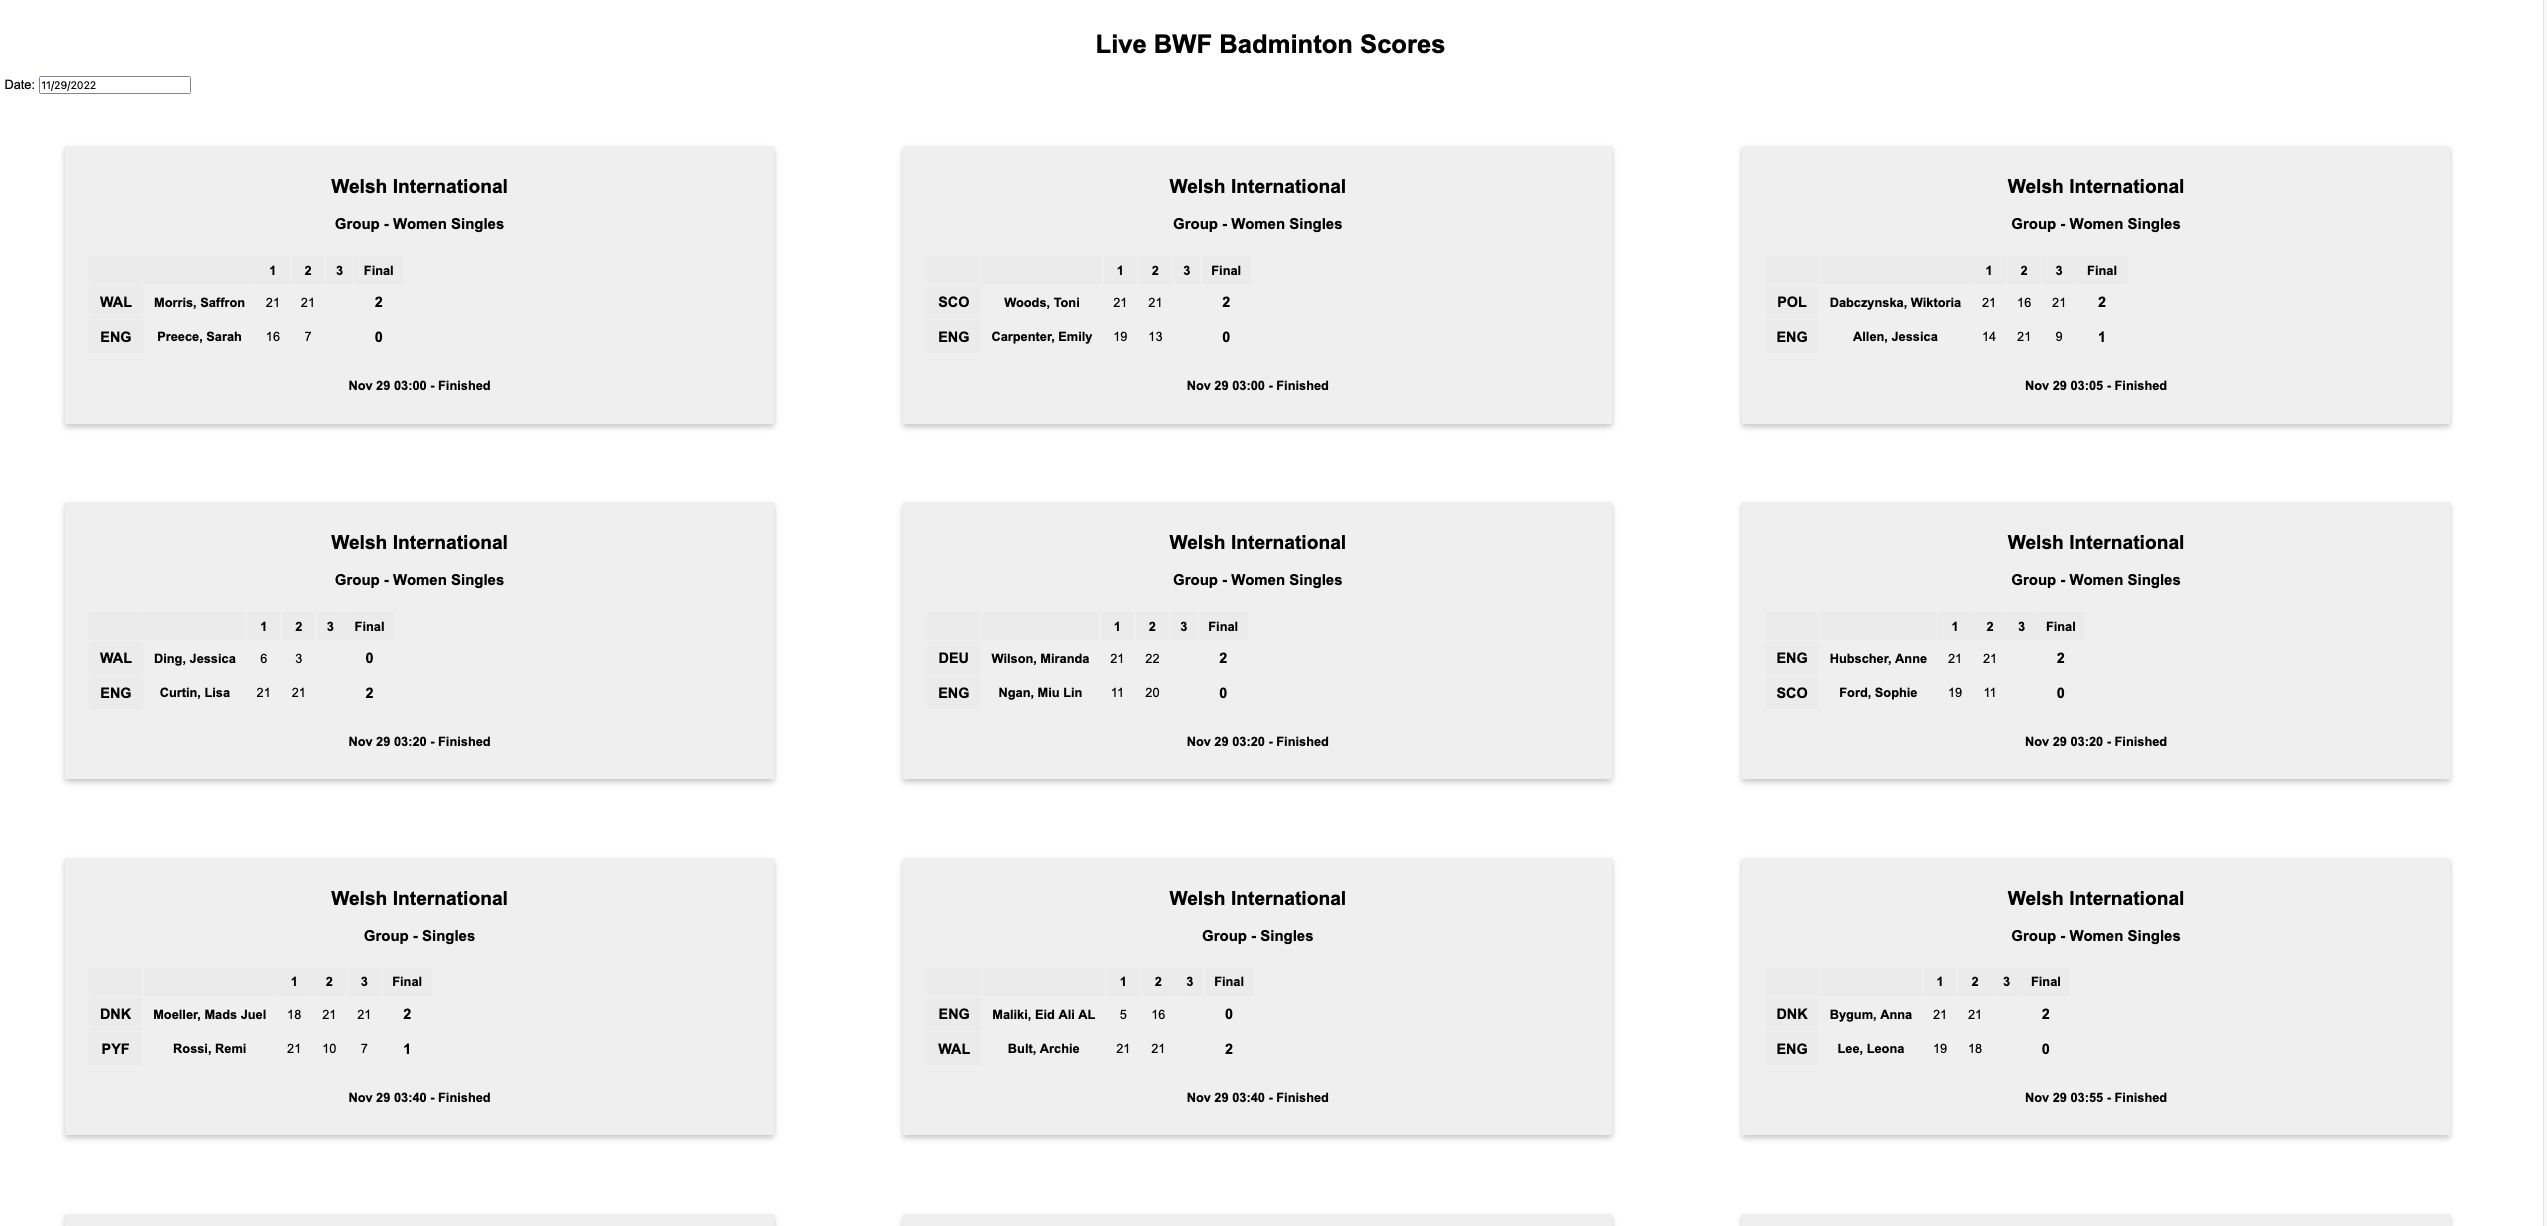 Live BWF Badminton Scores
Date: 11/29/2022
Welsh International
Group - Women Singles
1 2 3 Final
WAL Morris, Saffron 21 21 2
ENG Preece, Sarah 16 7 0
Nov 29 03:00 - Finished
Welsh International
Group - Women Singles
1 2 3 Final
SCO Woods, Toni 21 21 2
ENG Carpenter, Emily 19 13 0
Nov 29 03:00 - Finished
Welsh International
Group - Women Singles
1 2 3 Final
POL Dabczynska, Wiktoria 21 16 21 2
ENG Allen, Jessica 14 21 9 1
Nov 29 03:05 - Finished
Welsh International
Group - Women Singles
1 2 3 Final
WAL Ding, Jessica 6 3 0
ENG Curtin, Lisa 21 21 2
Nov 29 03:20 - Finished
Welsh International
Group - Women Singles
1 2 3 Final
DEU Wilson, Miranda 21 22 2
ENG Ngan, Miu Lin 11 20 0
Nov 29 03:20 - Finished
Welsh International
Group - Women Singles
1 2 3 Final
ENG Hubscher, Anne 21 21 2
SCO Ford, Sophie 19 11 0
Nov 29 03:20 - Finished
Welsh International
Group - Singles
1 2 3 Final
DNK Moeller, Mads Juel 18 21 21 2
PYF Rossi, Remi 21 10 7 1
Nov 29 03:40 - Finished
Welsh International
Group - Singles
1 2 3 Final
ENG Maliki, Eid Ali AL 5 16 0
WAL Bult, Archie 21 21 2
Nov 29 03:40 - Finished
Welsh International
Group - Women Singles
1 2 3 Final
DNK Bygum, Anna 21 21 2
ENG Lee, Leona 19 18 0
Nov 29 03:55 - Finished